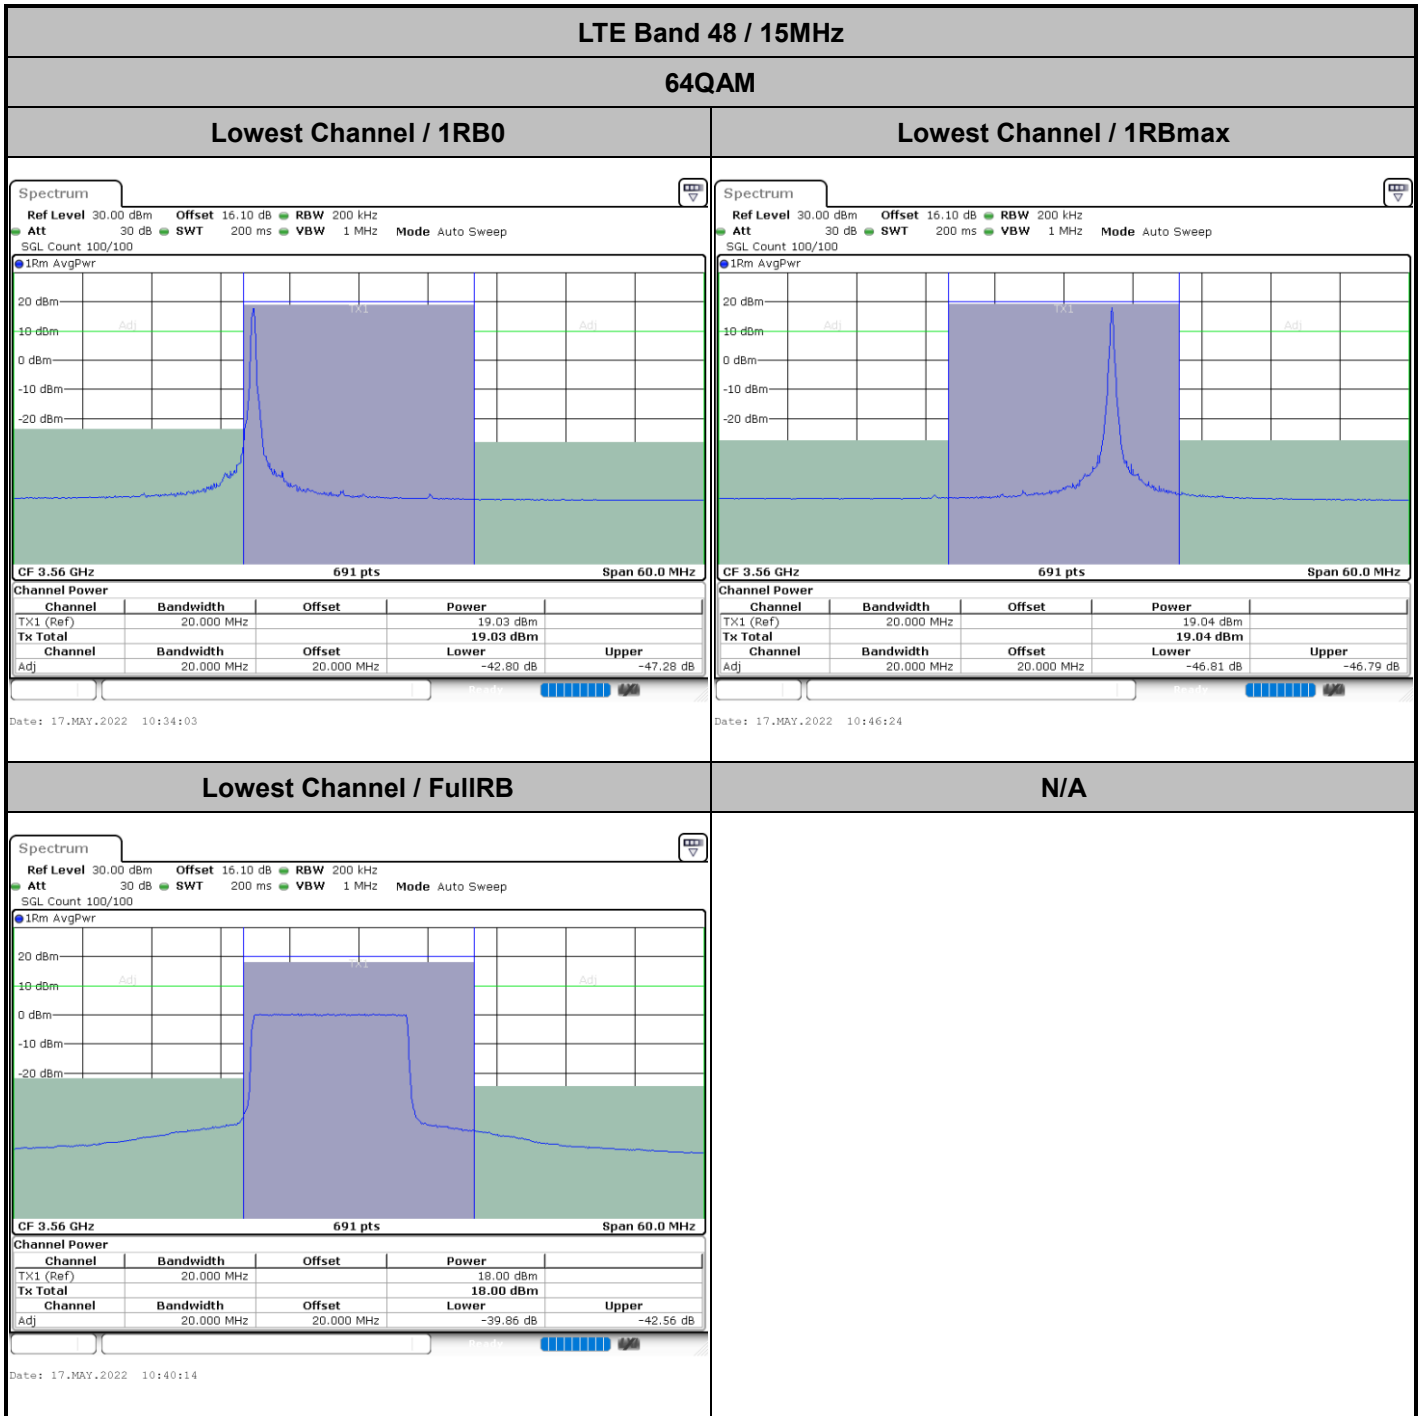 LTE Band 48 / 15MHz
64QAM
Lowest Channel / 1RB0
Lowest Channel / 1RBmax
Spectrum
Ref Level 30.00 dBm Offset 16.10 dB RBW 200 kHz
Att 30 dB SWT 200 ms VBW 1 MHz Mode Auto Sweep
SGL Count 100/100
1Rm AvgPwr
20 dBm
TX1
10 dBm
Adj
Adj
0 dBm
-10 dBm
-20 dBm
CF 3.56 GHz 691 pts Span 60.0 MHz
Channel Power
Channel Bandwidth Offset Power
TX1 (Ref) 20.000 MHz 19.03 dBm
Tx Total 19.03 dBm
Channel Bandwidth Offset Lower Upper
Adj 20.000 MHz 20.000 MHz -42.80 dB -47.28 dB
Ready
Date: 17.MAY.2022 10:34:03
Spectrum
Ref Level 30.00 dBm Offset 16.10 dB RBW 200 kHz
Att 30 dB SWT 200 ms VBW 1 MHz Mode Auto Sweep
SGL Count 100/100
1Rm AvgPwr
20 dBm
TX1
10 dBm
Adj
Adj
0 dBm
-10 dBm
-20 dBm
CF 3.56 GHz 691 pts Span 60.0 MHz
Channel Power
Channel Bandwidth Offset Power
TX1 (Ref) 20.000 MHz 19.04 dBm
Tx Total 19.04 dBm
Channel Bandwidth Offset Lower Upper
Adj 20.000 MHz 20.000 MHz -46.81 dB -46.79 dB
Ready
Date: 17.MAY.2022 10:46:24
Lowest Channel / FullRB
N/A
Spectrum
Ref Level 30.00 dBm Offset 16.10 dB RBW 200 kHz
Att 30 dB SWT 200 ms VBW 1 MHz Mode Auto Sweep
SGL Count 100/100
1Rm AvgPwr
20 dBm
TX1
10 dBm
Adj
Adj
0 dBm
-10 dBm
-20 dBm
CF 3.56 GHz 691 pts Span 60.0 MHz
Channel Power
Channel Bandwidth Offset Power
TX1 (Ref) 20.000 MHz 18.00 dBm
Tx Total 18.00 dBm
Channel Bandwidth Offset Lower Upper
Adj 20.000 MHz 20.000 MHz -39.86 dB -42.56 dB
Ready
Date: 17.MAY.2022 10:40:14